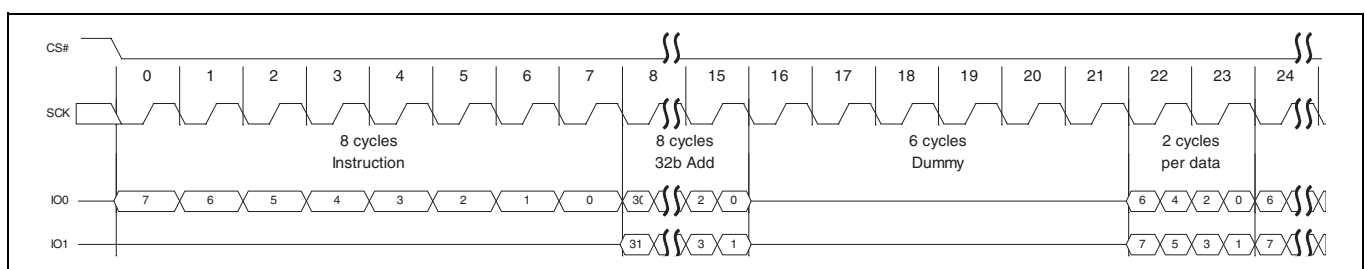 CS#
0 1 2 3 4 5 6 7 8 15 16 17 18 19 20 21 22 23 24
SCK
8 cycles 8 cycles 6 cycles 2 cycles
Instruction 32b Add Dummy per data
IO0 7 6 5 4 3 2 1 0 30 2 0 6 4 2 0 6
IO1 31 3 1 7 5 3 1 7